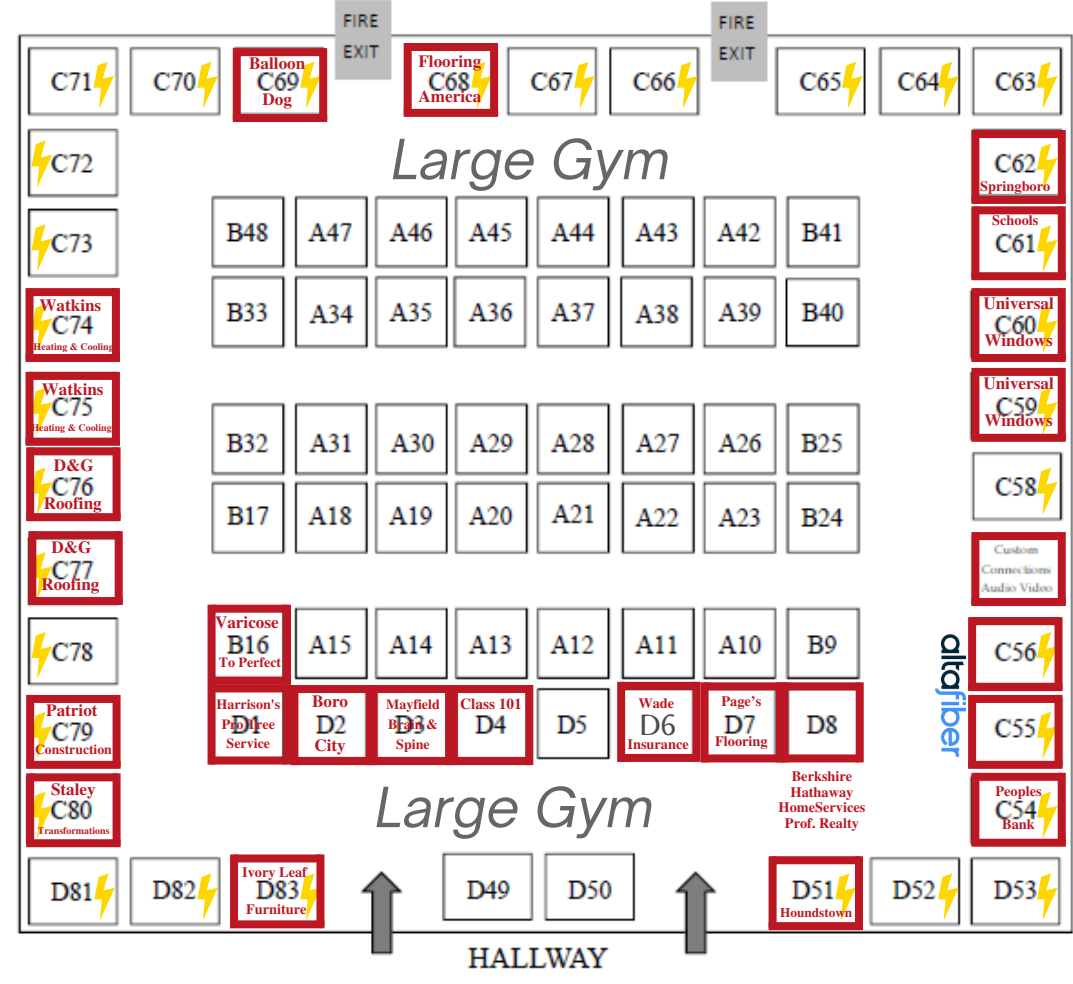 FIRE
EXIT
FIRE
EXIT
C71
C70
Balloon
C69
Dog
Flooring
C68
America
C67
C66
C65
C64
C63
Large Gym
C72
C62
Springboro
C73
B48 A47 A46 A45 A44 A43 A42 B41
Schools
C61
Watkins
C74
Heating & Cooling
B33 A34 A35 A36 A37 A38 A39 B40
Universal
C60
Windows
Watkins
C75
Heating & Cooling
B32 A31 A30 A29 A28 A27 A26 B25
Universal
C59
Windows
D&G
C76
Roofing
B17 A18 A19 A20 A21 A22 A23 B24
C58
D&G
C77
Roofing
Custom
Connections
Audio Video
C78
Varicose
B16
To Perfect
A15 A14 A13 A12 A11 A10 B9
C56
altafiber
Patriot
C79
Construction
Harrison's
D1
Pro Tree
Service
Boro
D2
City
Mayfield
D3
Brain &
Spine
Class 101
D4
D5
Wade
D6
Insurance
Page's
D7
Flooring
D8
C55
Staley
C80
Transformations
Large Gym
Berkshire
Hathaway
HomeServices
Prof. Realty
Peoples
C54
Bank
D81
D82
Ivory Leaf
D83
Furniture
D49
D50
D51
Houndstown
D52
D53
HALLWAY